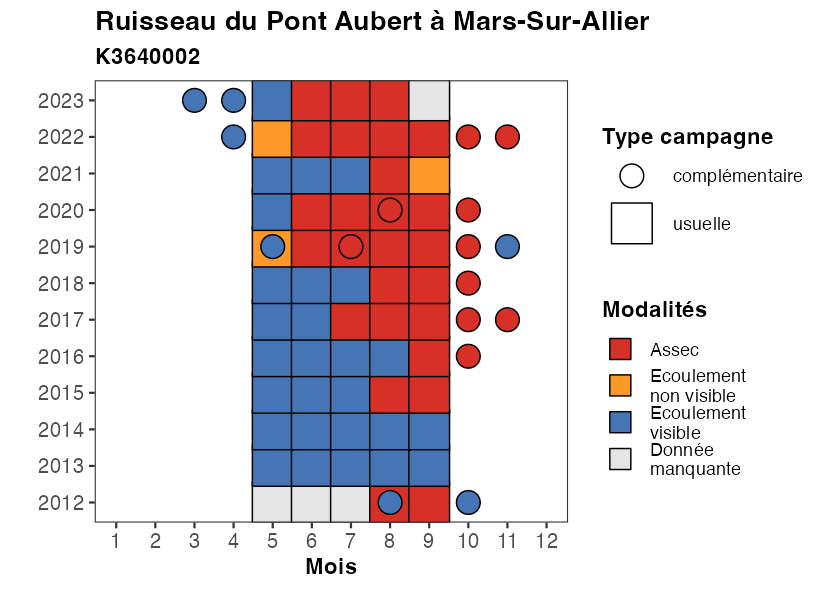 Ruisseau du Pont Aubert à Mars-Sur-Allier
K3640002
2023
2022
2021
2020
2019
2018
2017
2016
2015
2014
2013
2012
1 2 3 4 5 6 7 8 9 10 11 12
Mois
Type campagne
complémentaire
usuelle
Modalités
Assec
Ecoulement
non visible
Ecoulement
visible
Donnée
manquante